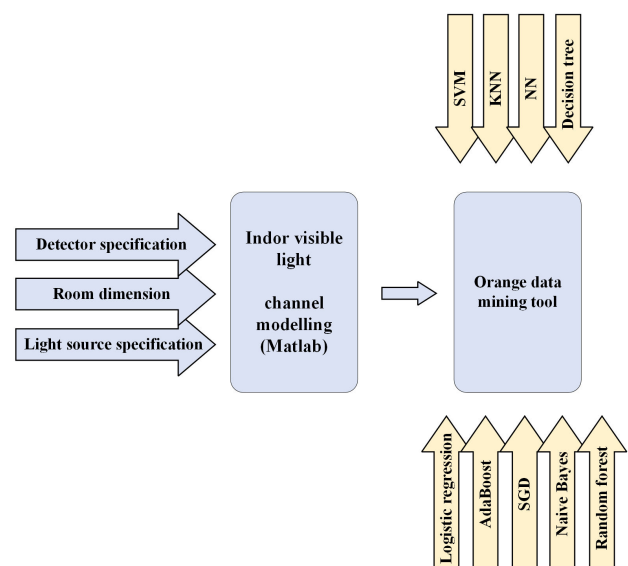 SVM
KNN
NN
Decision tree
Detector specification
Room dimension
Light source specification
Indor visible
light
channel
modelling
(Matlab)
Orange data
mining tool
Logistic regression
AdaBoost
SGD
Naive Bayes
Random forest